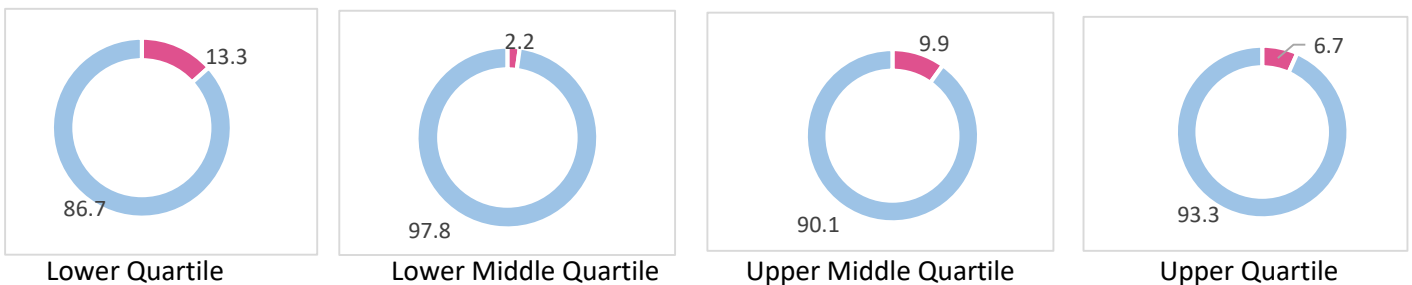 13.3
86.7
Lower Quartile
2.2
97.8
Lower Middle Quartile
9.9
90.1
Upper Middle Quartile
6.7
93.3
Upper Quartile